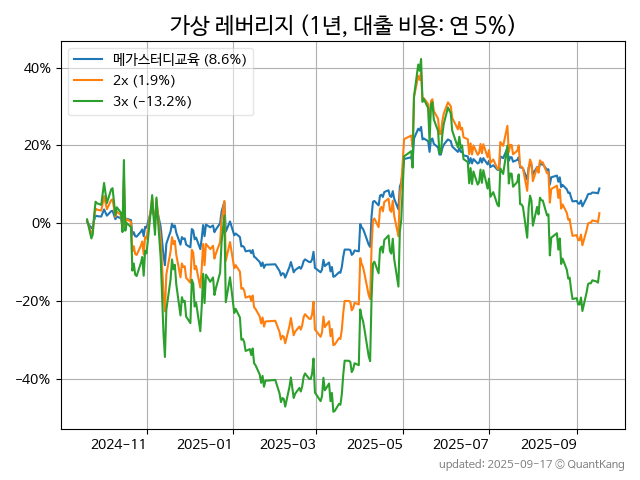 가상 레버리지 (1년, 대출 비용: 연 5%)
메가스터디교육 (8.6%)
2x (1.9%)
3x (−13.2%)
40%
20%
0%
−20%
−40%
2024-11
2025-01
2025-03
2025-05
2025-07
2025-09
updated: 2025-09-17 © QuantKang